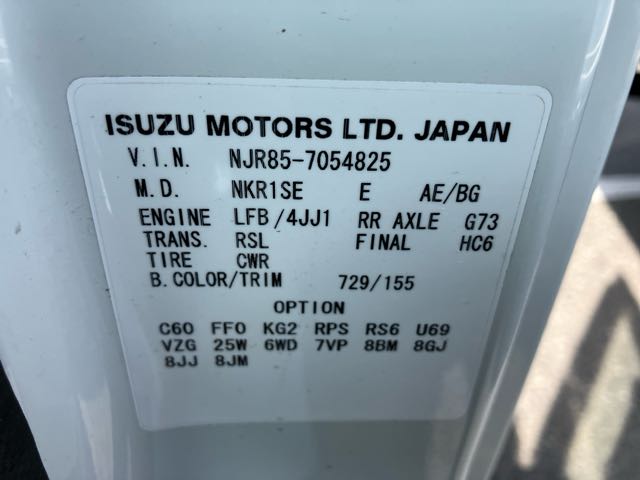 ISUZU MOTORS LTD. JAPAN
V.I.N. NJR85-7054825
M.D. NKR1SE E AE/BG
ENGINE LFB/4JJ1 RR AXLE G73
TRANS. RSL FINAL HC6
TIRE CWR
B.COLOR/TRIM 729/155
OPTION
C60 FF0 KG2 RPS RS6 U69
VZG 25W 6WD 7VP 8BM 8GJ
8JJ 8JM